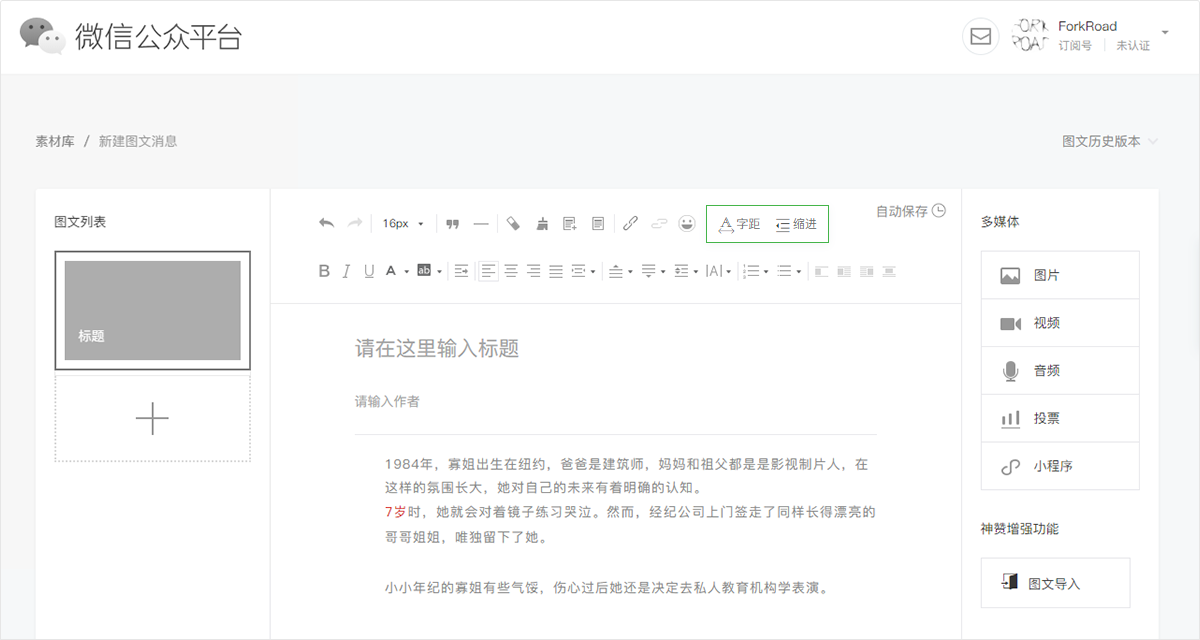 微信公众平台
FORK ROAD
ForkRoad
订阅号 | 未认证
素材库 / 新建图文消息
图文历史版本
图文列表
标题
16px
字距 缩进
自动保存
B I U A ab
|A|
请在这里输入标题
请输入作者
1984年，寡姐出生在纽约，爸爸是建筑师，妈妈和祖父都是是影视制片人，在
这样的氛围长大，她对自己的未来有着明确的认知。
7岁时，她就会对着镜子练习哭泣。然而，经纪公司上门签走了同样长得漂亮的
哥哥姐姐，唯独留下了她。
小小年纪的寡姐有些气馁，伤心过后她还是决定去私人教育机构学表演。
多媒体
图片
视频
音频
投票
小程序
神赞增强功能
图文导入